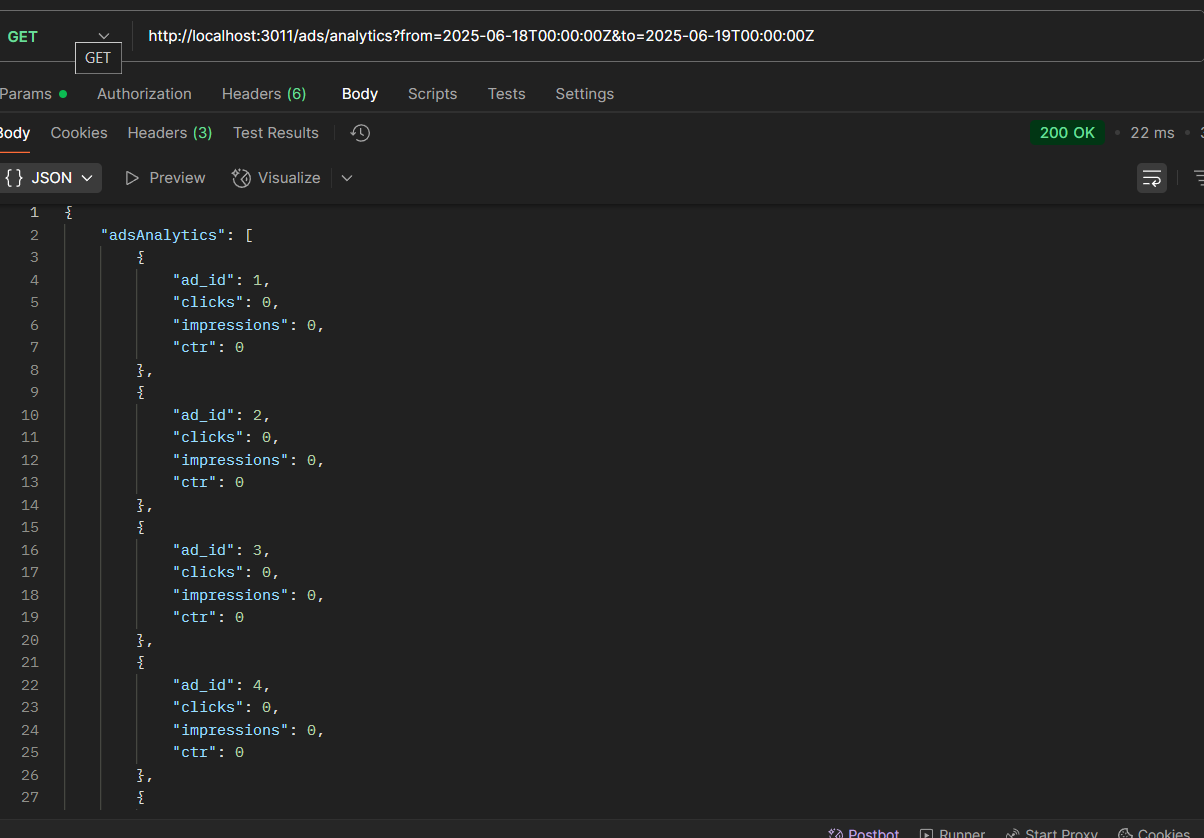 GET http://localhost:3011/ads/analytics?from=2025-06-18T00:00:00Z&to=2025-06-19T00:00:00Z
GET
Params Authorization Headers (6) Body Scripts Tests Settings
Body Cookies Headers (3) Test Results 200 OK • 22 ms •
{} JSON Preview Visualize
1 {
2 "adsAnalytics": [
3 {
4 "ad_id": 1,
5 "clicks": 0,
6 "impressions": 0,
7 "ctr": 0
8 },
9 {
10 "ad_id": 2,
11 "clicks": 0,
12 "impressions": 0,
13 "ctr": 0
14 },
15 {
16 "ad_id": 3,
17 "clicks": 0,
18 "impressions": 0,
19 "ctr": 0
20 },
21 {
22 "ad_id": 4,
23 "clicks": 0,
24 "impressions": 0,
25 "ctr": 0
26 },
27 {
Postbot Runner Start Proxy Cookies